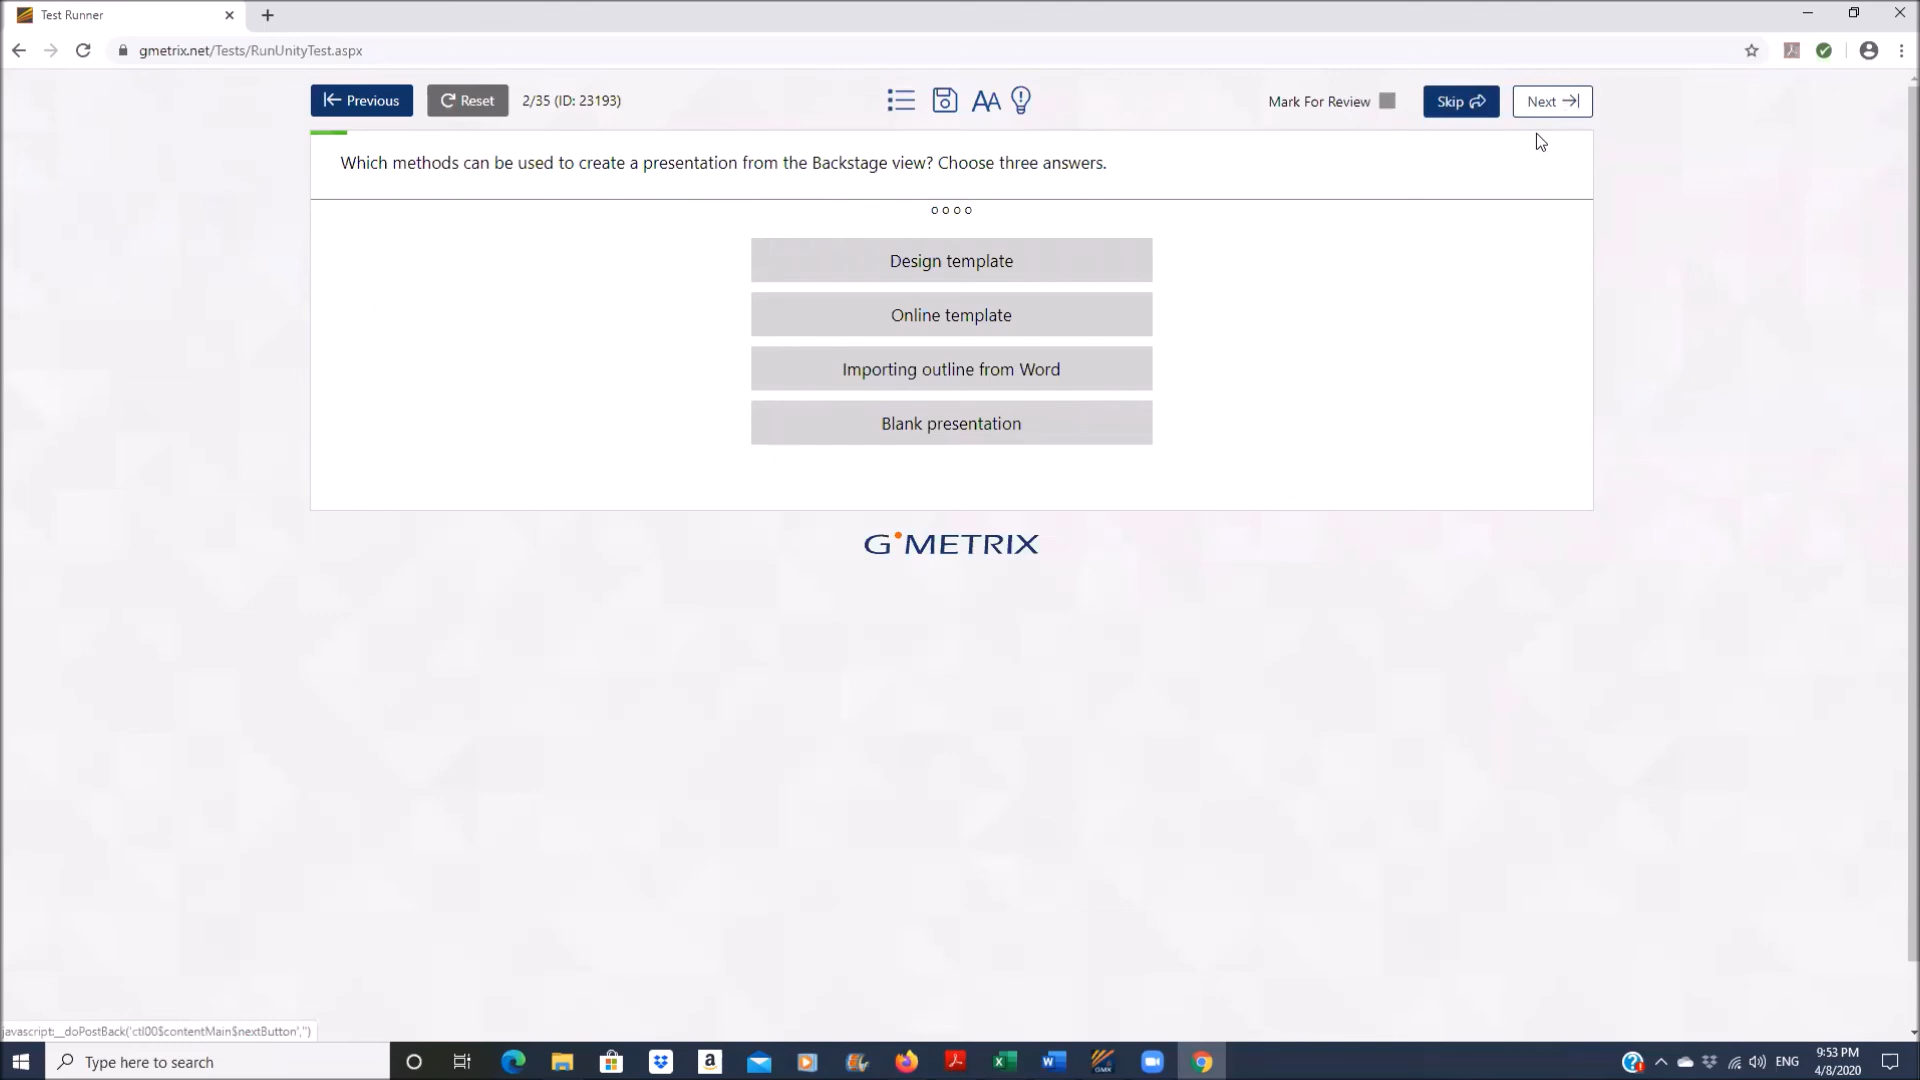 Test Runner
gmetrix.net/Tests/RunUnityTest.aspx
Previous Reset 2/35 (ID: 23193) AA Mark For Review Skip Next
Which methods can be used to create a presentation from the Backstage view? Choose three answers.
Design template
Online template
Importing outline from Word
Blank presentation
G METRIX
javascript:__doPostBack('ctl00$contentMain$nextButton','')
Type here to search
ENG
9:53 PM
4/8/2020